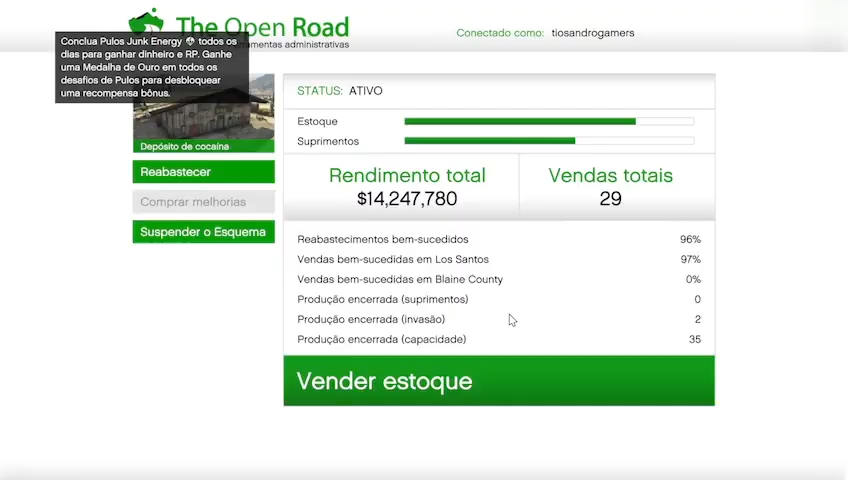 The Open Road
ferramentas administrativas
Conectado como: tiosandrogamers
Conclua Pulos Junk Energy todos os
dias para ganhar dinheiro e RP. Ganhe
uma Medalha de Ouro em todos os
desafios de Pulos para desbloquear
uma recompensa bônus.
Depósito de cocaína
Reabastecer
Comprar melhorias
Suspender o Esquema
STATUS: ATIVO
Estoque
Suprimentos
Rendimento total
$14,247,780
Vendas totais
29
Reabastecimentos bem-sucedidos 96%
Vendas bem-sucedidas em Los Santos 97%
Vendas bem-sucedidas em Blaine County 0%
Produção encerrada (suprimentos) 0
Produção encerrada (invasão) 2
Produção encerrada (capacidade) 35
Vender estoque